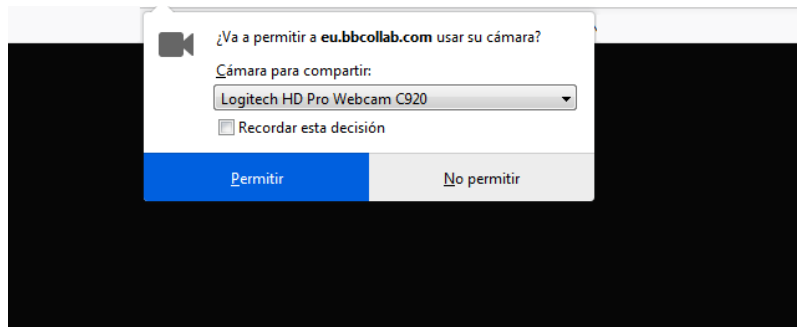 ¿Va a permitir a eu.bbcollab.com usar su cámara?
Cámara para compartir:
Logitech HD Pro Webcam C920
Recordar esta decisión
Permitir
No permitir